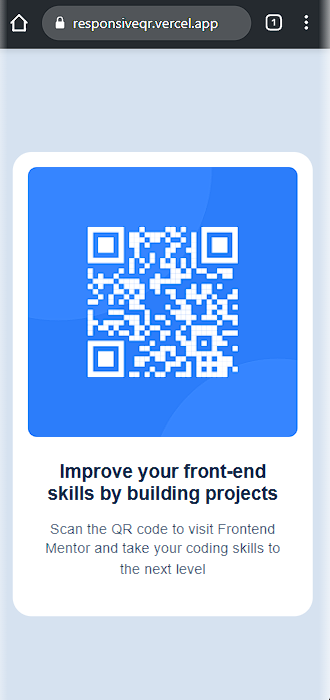 responsiveqr.vercel.app
1
Improve your front-end
skills by building projects
Scan the QR code to visit Frontend
Mentor and take your coding skills to
the next level